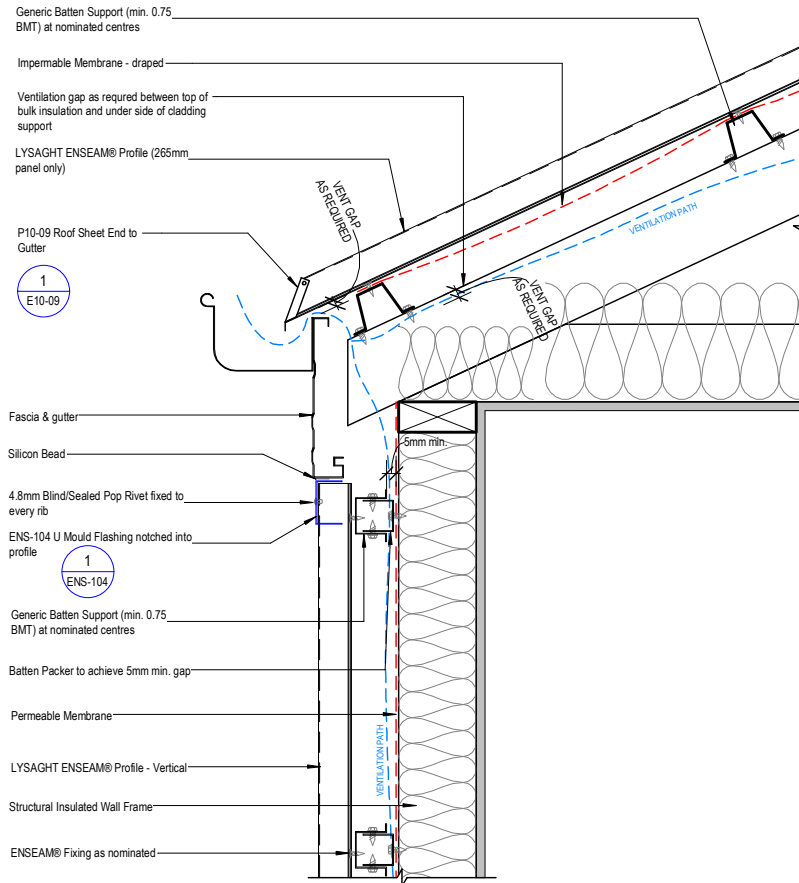 Generic Batten Support (min. 0.75
BMT) at nominated centres
Impermable Membrane - draped
Ventilation gap as requred between top of
bulk insulation and under side of cladding
support
LYSAGHT ENSEAM® Profile (265mm
panel only)
VENT GAP
AS REQUIRED
P10-09 Roof Sheet End to
Gutter
1
E10-09
VENTILATION PATH
VENT GAP
AS REQUIRED
Fascia & gutter
5mm min.
Silicon Bead
4.8mm Blind/Sealed Pop Rivet fixed to
every rib
ENS-104 U Mould Flashing notched into
profile
1
ENS-104
Generic Batten Support (min. 0.75
BMT) at nominated centres
Batten Packer to achieve 5mm min. gap
Permeable Membrane
VENTILATION PATH
LYSAGHT ENSEAM® Profile - Vertical
Structural Insulated Wall Frame
ENSEAM® Fixing as nominated